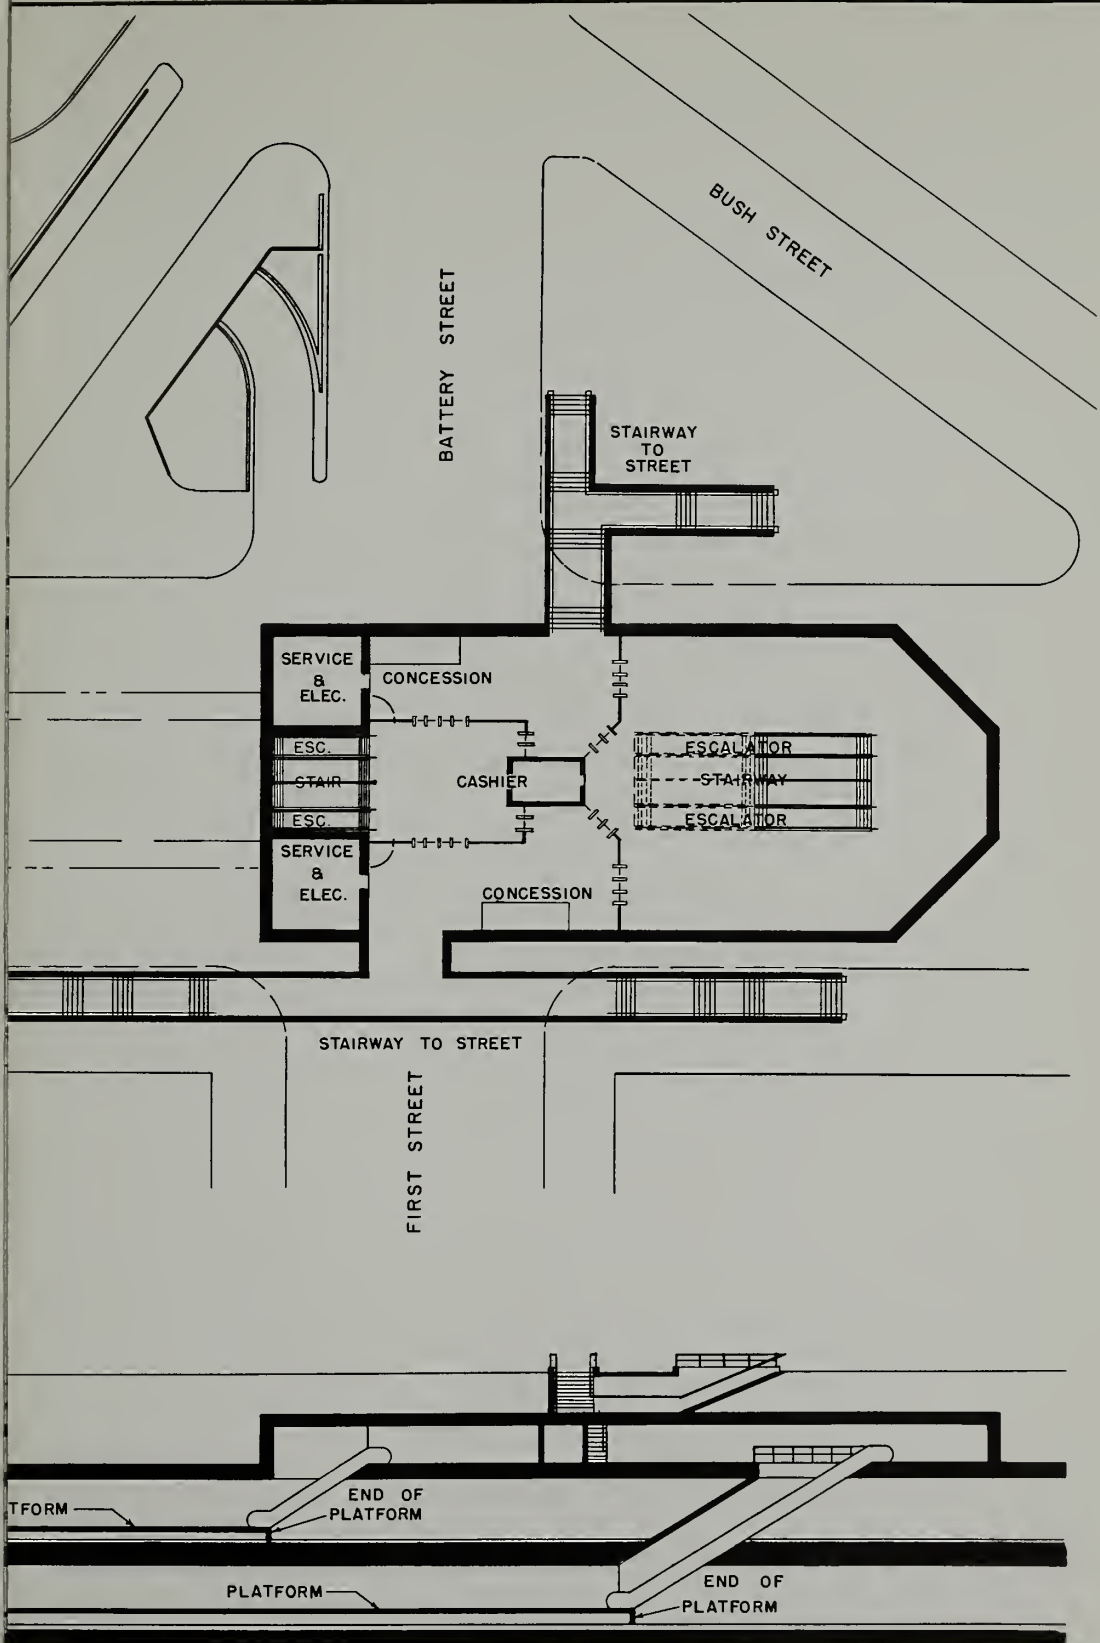 BUSH STREET
BATTERY STREET
STAIRWAY
TO
STREET
SERVICE
&
ELEC.
CONCESSION
ESC.
STAIR
ESC.
CASHIER
ESCALATOR
STAIRWAY
ESCALATOR
SERVICE
&
ELEC.
CONCESSION
STAIRWAY TO STREET
FIRST STREET
TFORM
END OF
PLATFORM
PLATFORM
END OF
PLATFORM